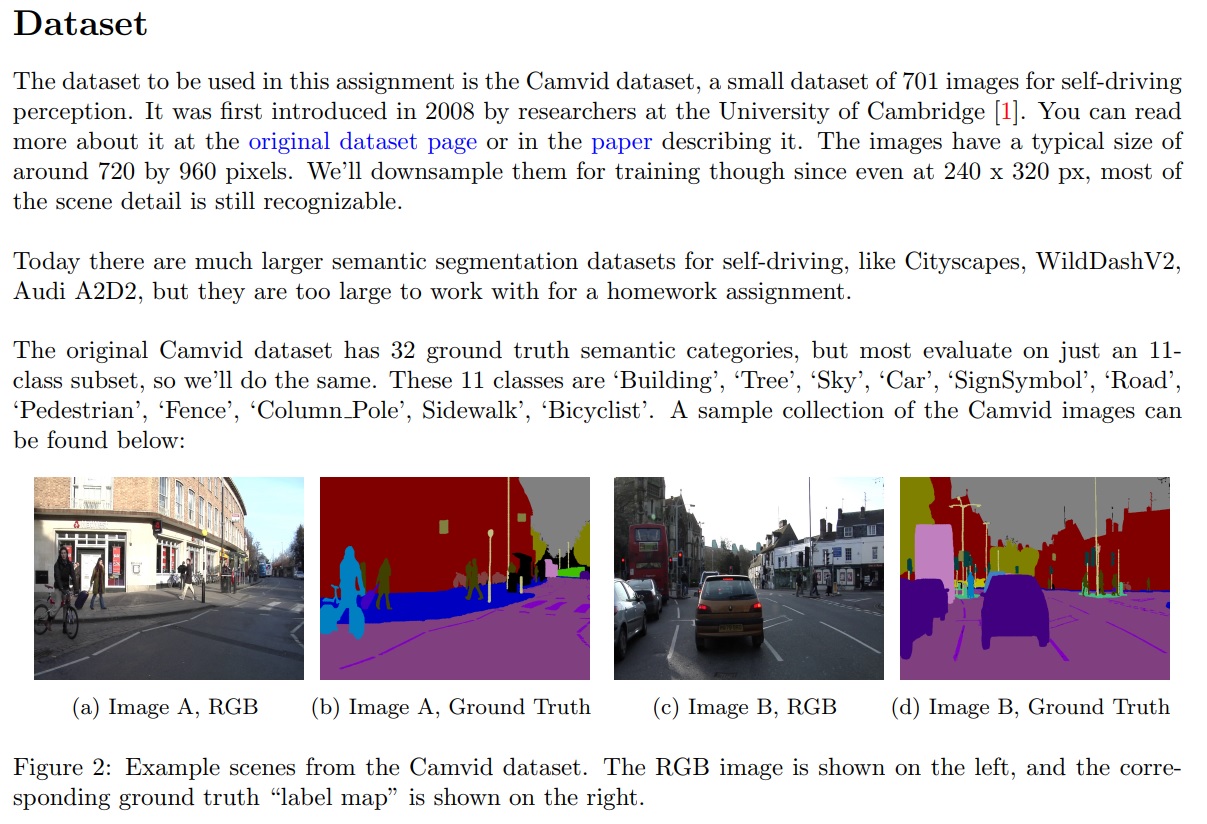 Dataset
The dataset to be used in this assignment is the Camvid dataset, a small dataset of 701 images for self-driving
perception. It was first introduced in 2008 by researchers at the University of Cambridge [1]. You can read
more about it at the original dataset page or in the paper describing it. The images have a typical size of
around 720 by 960 pixels. We’ll downsample them for training though since even at 240 x 320 px, most of
the scene detail is still recognizable.
Today there are much larger semantic segmentation datasets for self-driving, like Cityscapes, WildDashV2,
Audi A2D2, but they are too large to work with for a homework assignment.
The original Camvid dataset has 32 ground truth semantic categories, but most evaluate on just an 11-
class subset, so we’ll do the same. These 11 classes are ‘Building’, ‘Tree’, ‘Sky’, ‘Car’, ‘SignSymbol’, ‘Road’,
‘Pedestrian’, ‘Fence’, ‘Column_Pole’, Sidewalk’, ‘Bicyclist’. A sample collection of the Camvid images can
be found below:
(a) Image A, RGB
(b) Image A, Ground Truth
(c) Image B, RGB
(d) Image B, Ground Truth
Figure 2: Example scenes from the Camvid dataset. The RGB image is shown on the left, and the corre-
sponding ground truth “label map” is shown on the right.